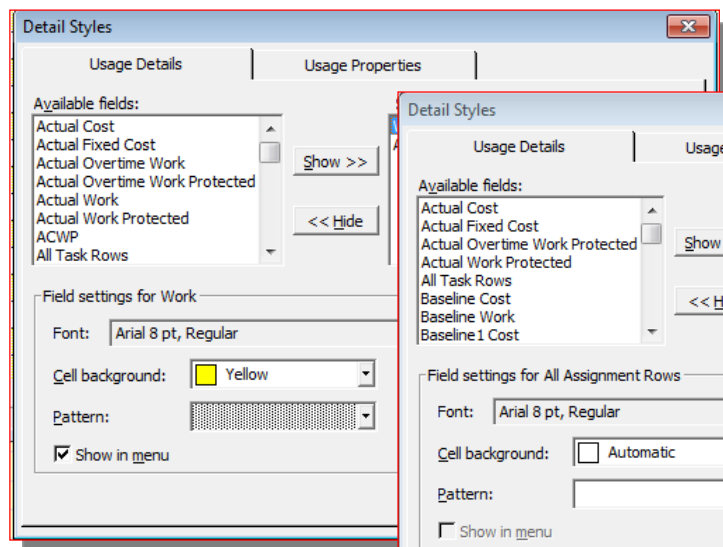 Detail Styles
Usage Details
Usage Properties
Available fields:
Actual Cost
Actual Fixed Cost
Actual Overtime Work
Actual Overtime Work Protected
Actual Work
Actual Work Protected
ACWP
All Task Rows
Show >>
<< Hide
Field settings for Work
Font: Arial 8 pt, Regular
Cell background: Yellow
Pattern:
Show in menu
Detail Styles
Usage Details
Usage
Available fields:
Actual Cost
Actual Fixed Cost
Actual Overtime Work Protected
Actual Work Protected
All Task Rows
Baseline Cost
Baseline Work
Baseline1 Cost
Show
<< H
Field settings for All Assignment Rows
Font: Arial 8 pt, Regular
Cell background: Automatic
Pattern:
Show in menu